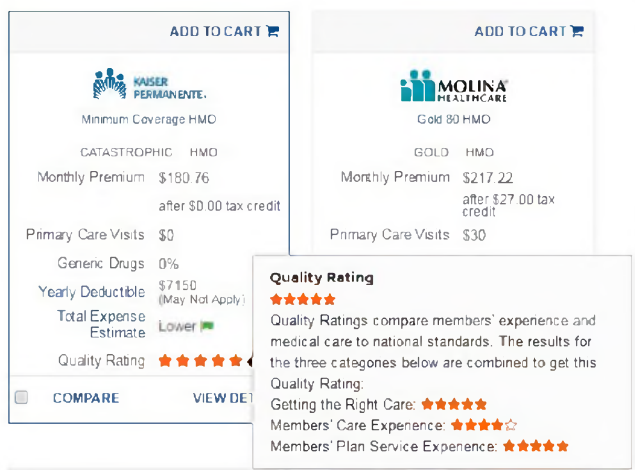 ADD TO CART
KAISER
PERMANENTE.
Minimum Coverage HMO
CATASTROPHIC HMO
Monthly Premium $180.76
after $0.00 tax credit
Primary Care Visits $0
Generic Drugs 0%
Yearly Deductible $7150
(May Not Apply)
Total Expense
Estimate Lower
Quality Rating
COMPARE VIEW DET
ADD TO CART
MOLINA
HEALTHCARE
Gold 80 HMO
GOLD HMO
Monthly Premium $217.22
after $27.00 tax
credit
Primary Care Visits $30
Quality Rating
Quality Ratings compare members' experience and
medical care to national standards. The results for
the three categories below are combined to get this
Quality Rating:
Getting the Right Care:
Members' Care Experience:
Members' Plan Service Experience: